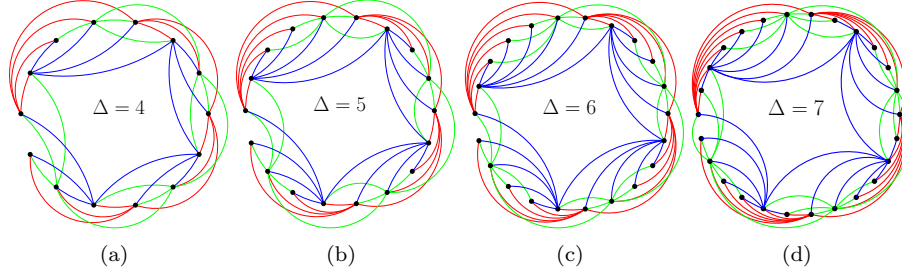 Δ = 4 Δ = 5 Δ = 6 Δ = 7
(a) (b) (c) (d)